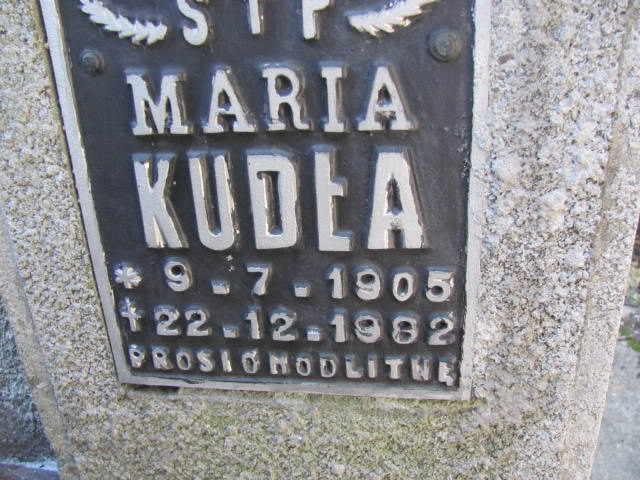 Ś T P
MARIA
KUDŁA
* 9.7.1905
† 22.12.1982
PROSI O MODLITWĘ